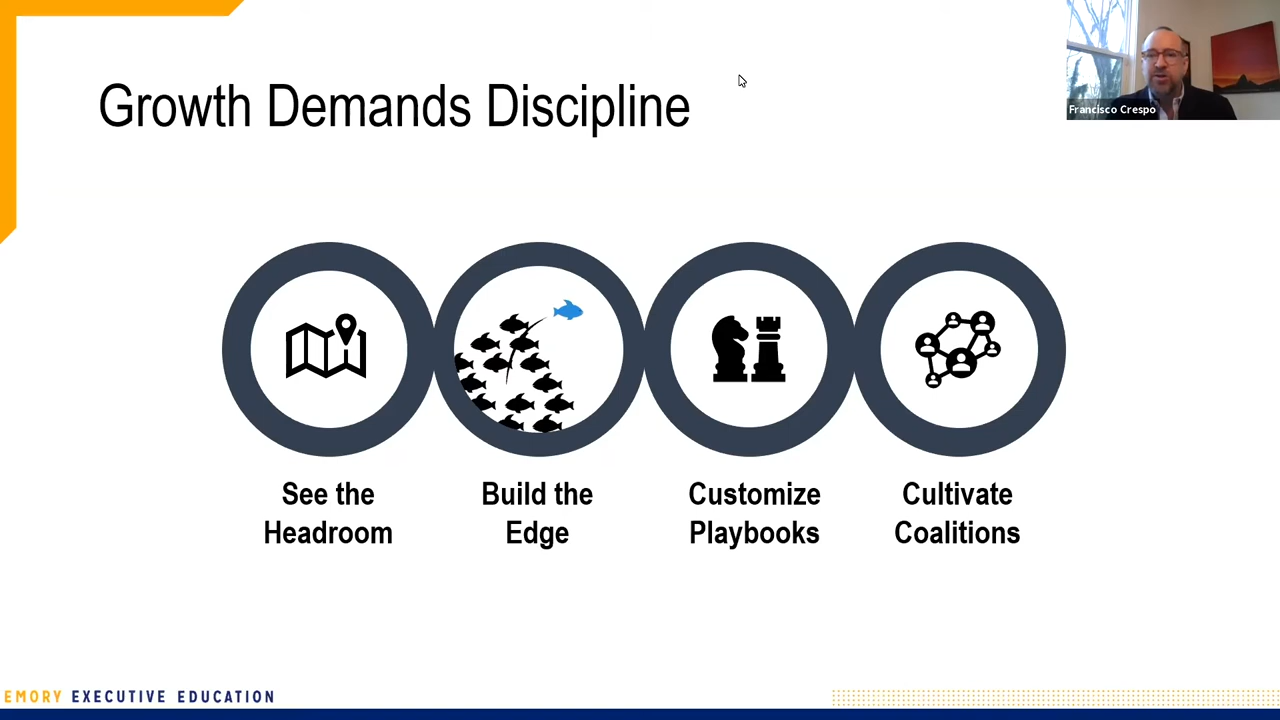 Growth Demands Discipline
Francisco Crespo
See the
Headroom
Build the
Edge
Customize
Playbooks
Cultivate
Coalitions
EMORY EXECUTIVE EDUCATION